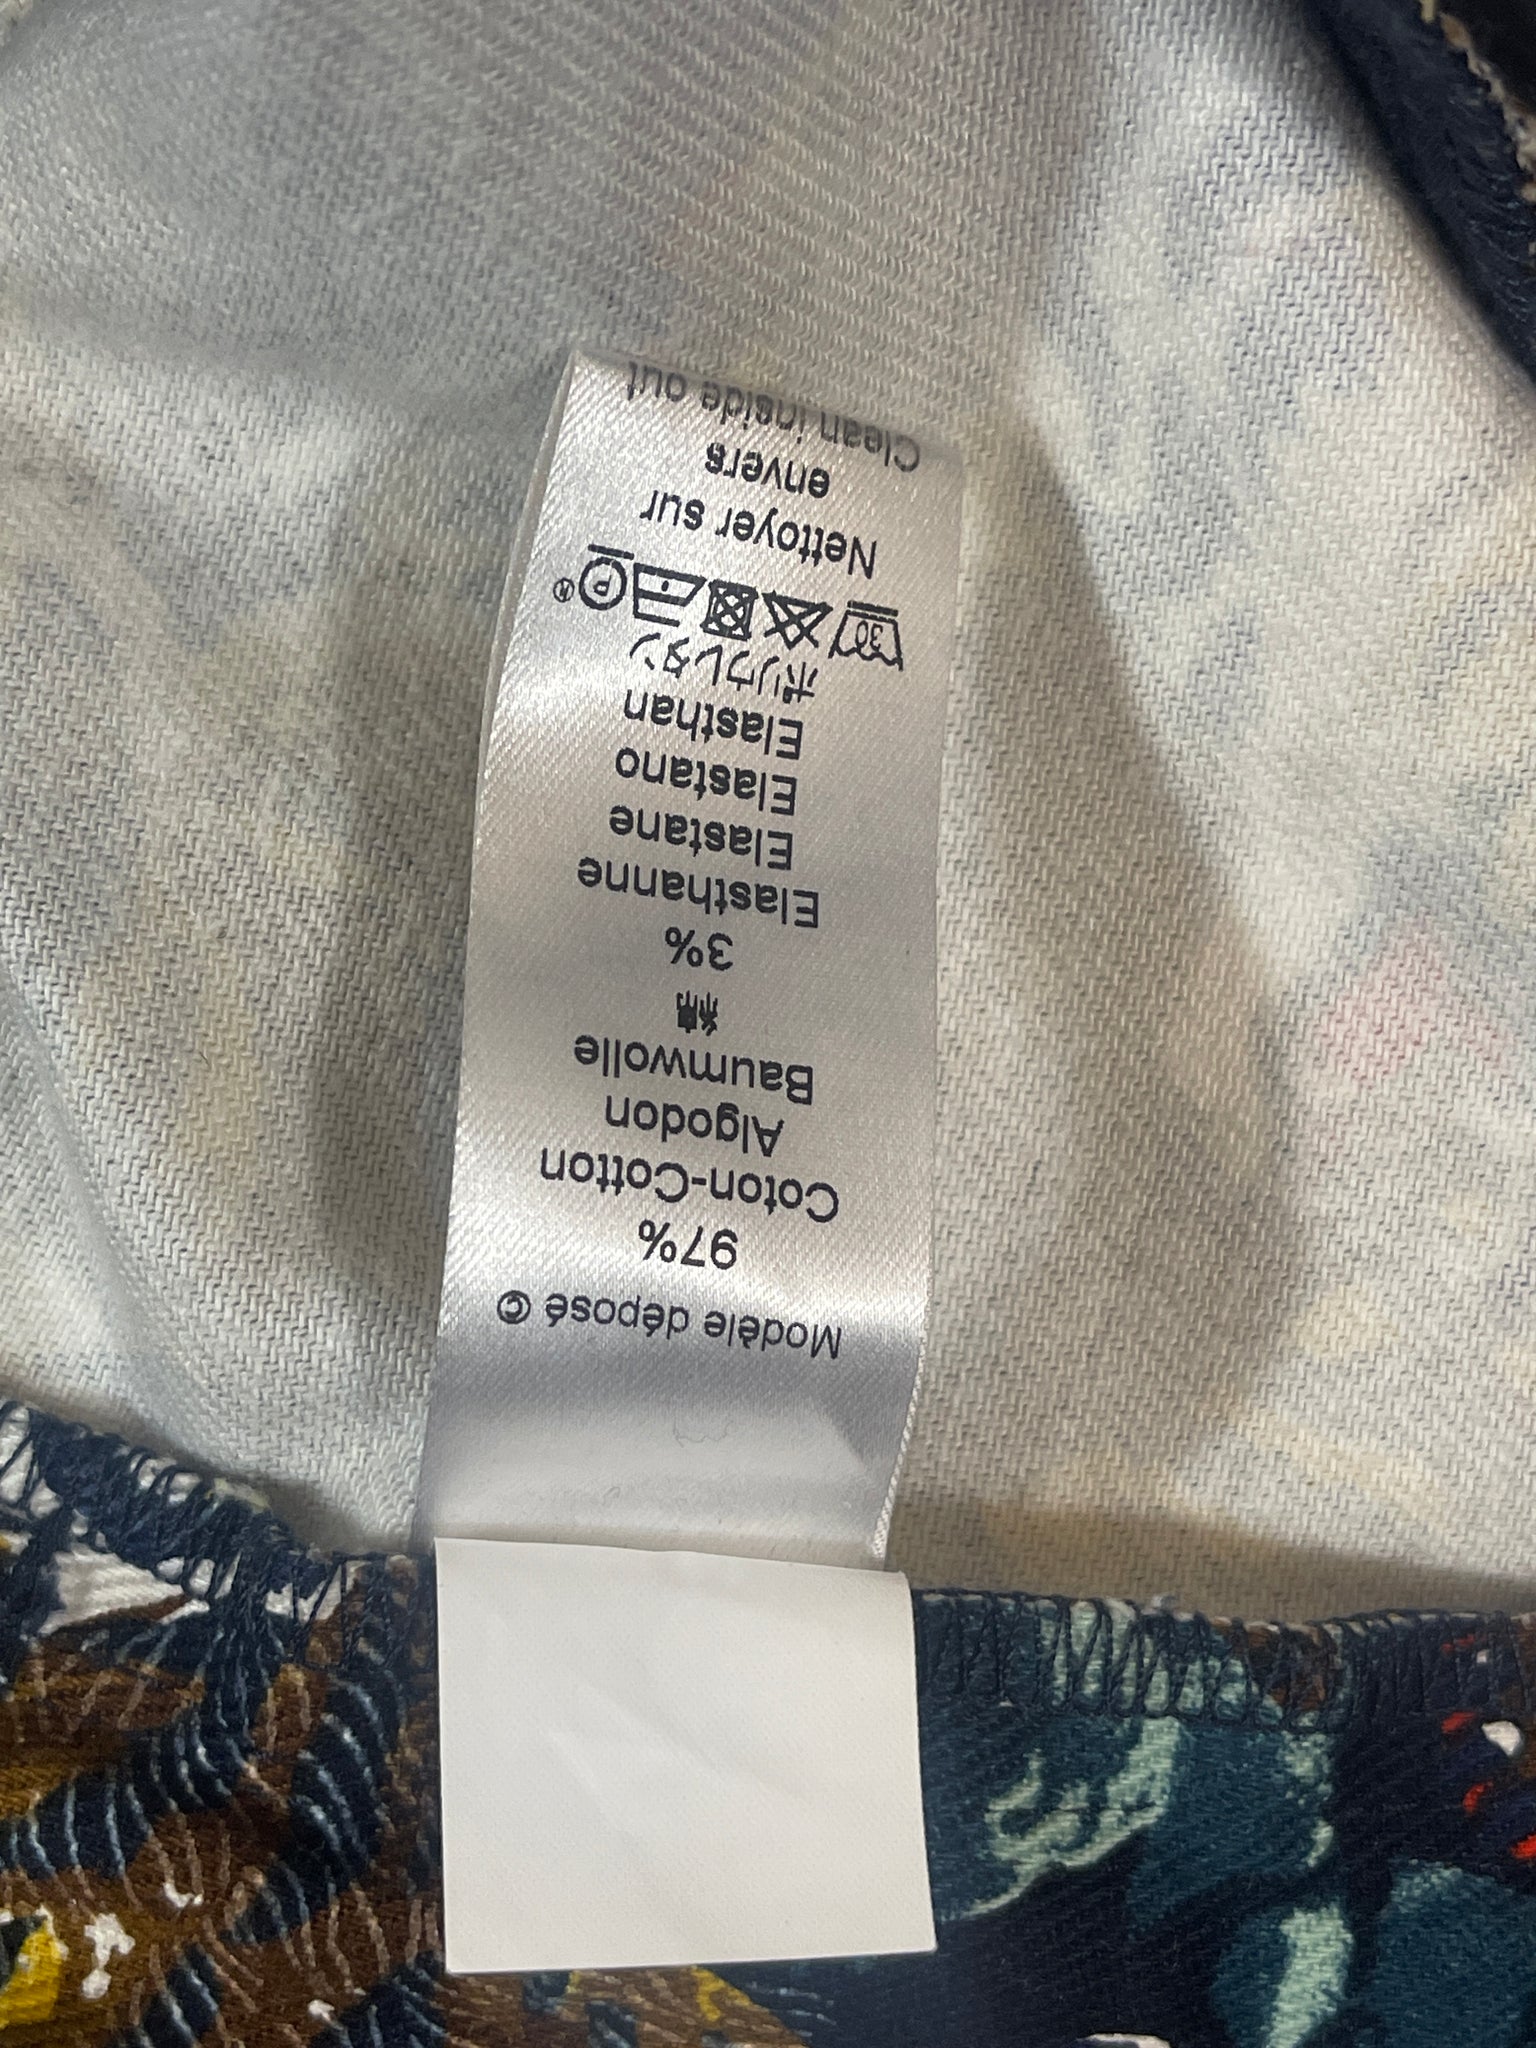 Modèle déposé ©
97%
Coton-Cotton
Algodon
Baumwolle
綿
3%
Elasthanne
Elastane
Elastano
Elasthan
ポリウレタン
30 P
Nettoyer sur
envers
Clean inside out